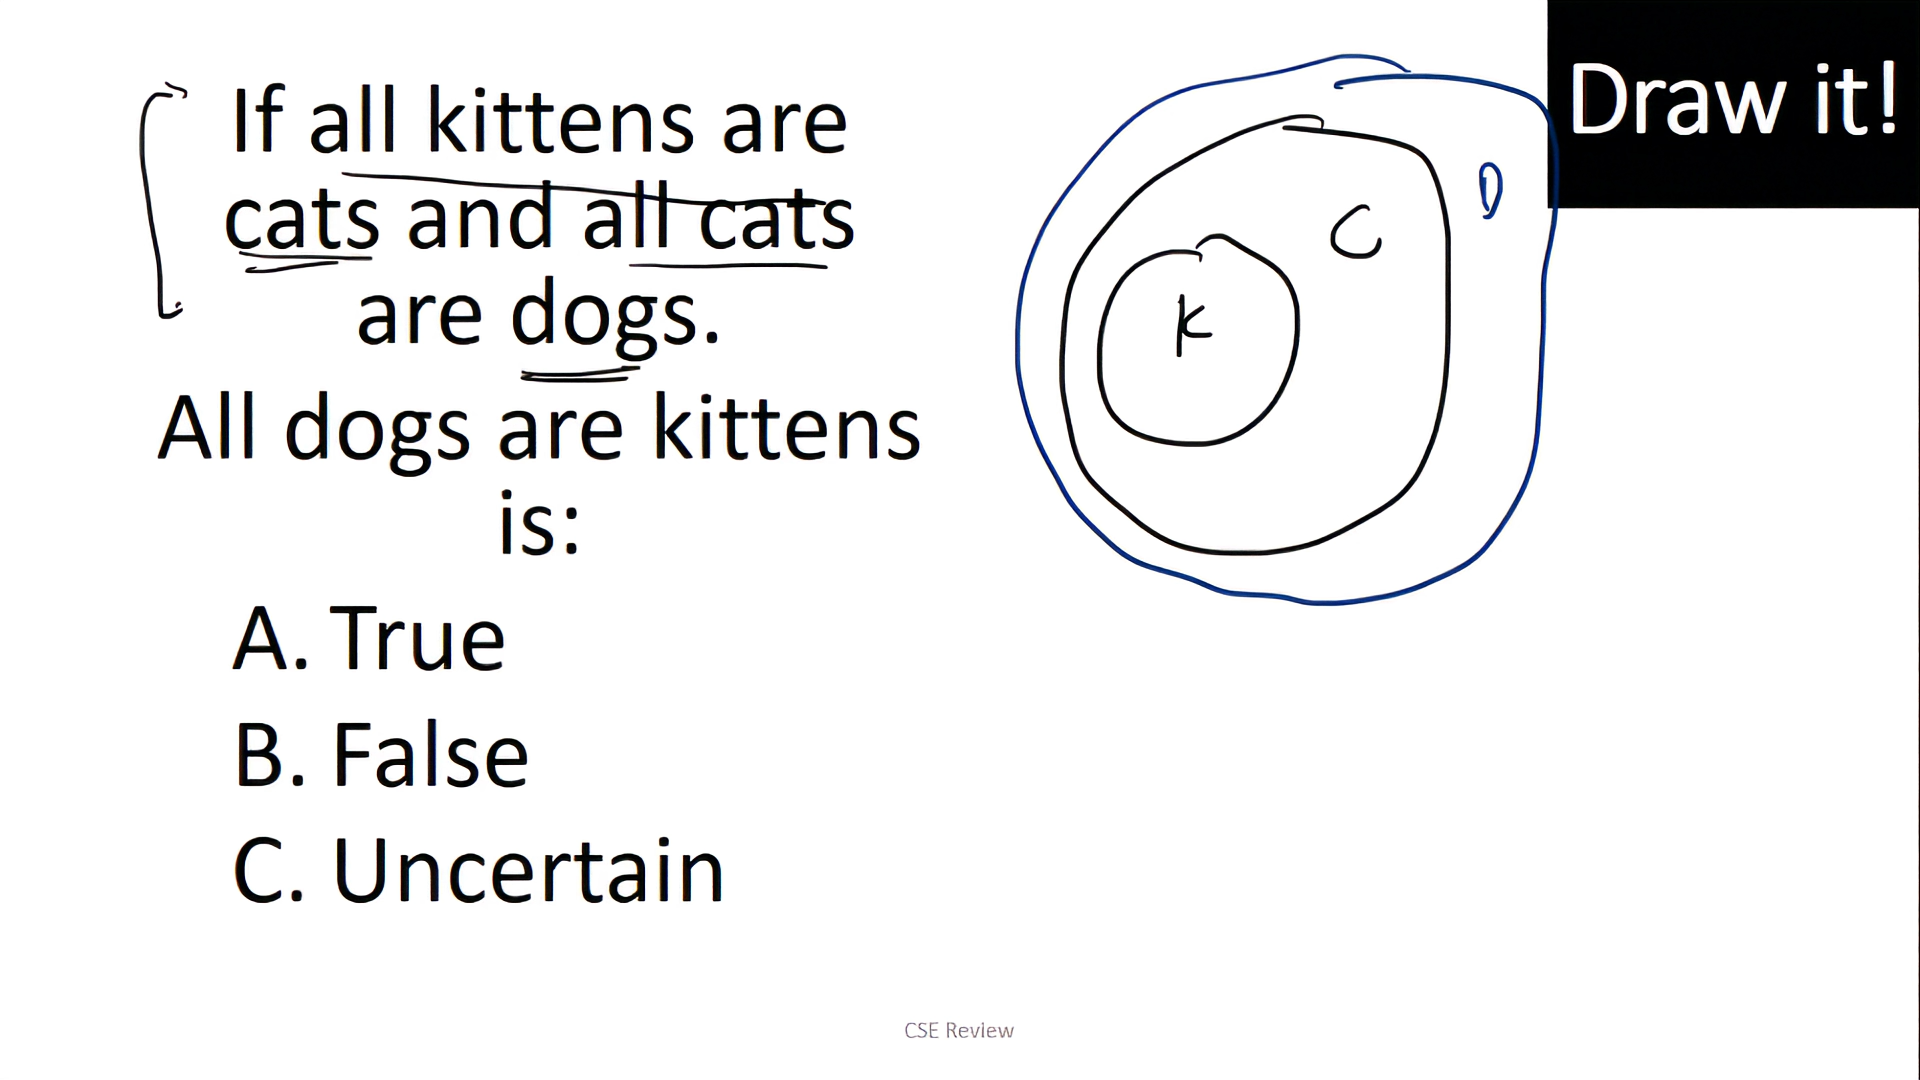 If all kittens are
cats and all cats
are dogs.
All dogs are kittens
is:
A. True
B. False
C. Uncertain
Draw it!
D
C
K
CSE Review